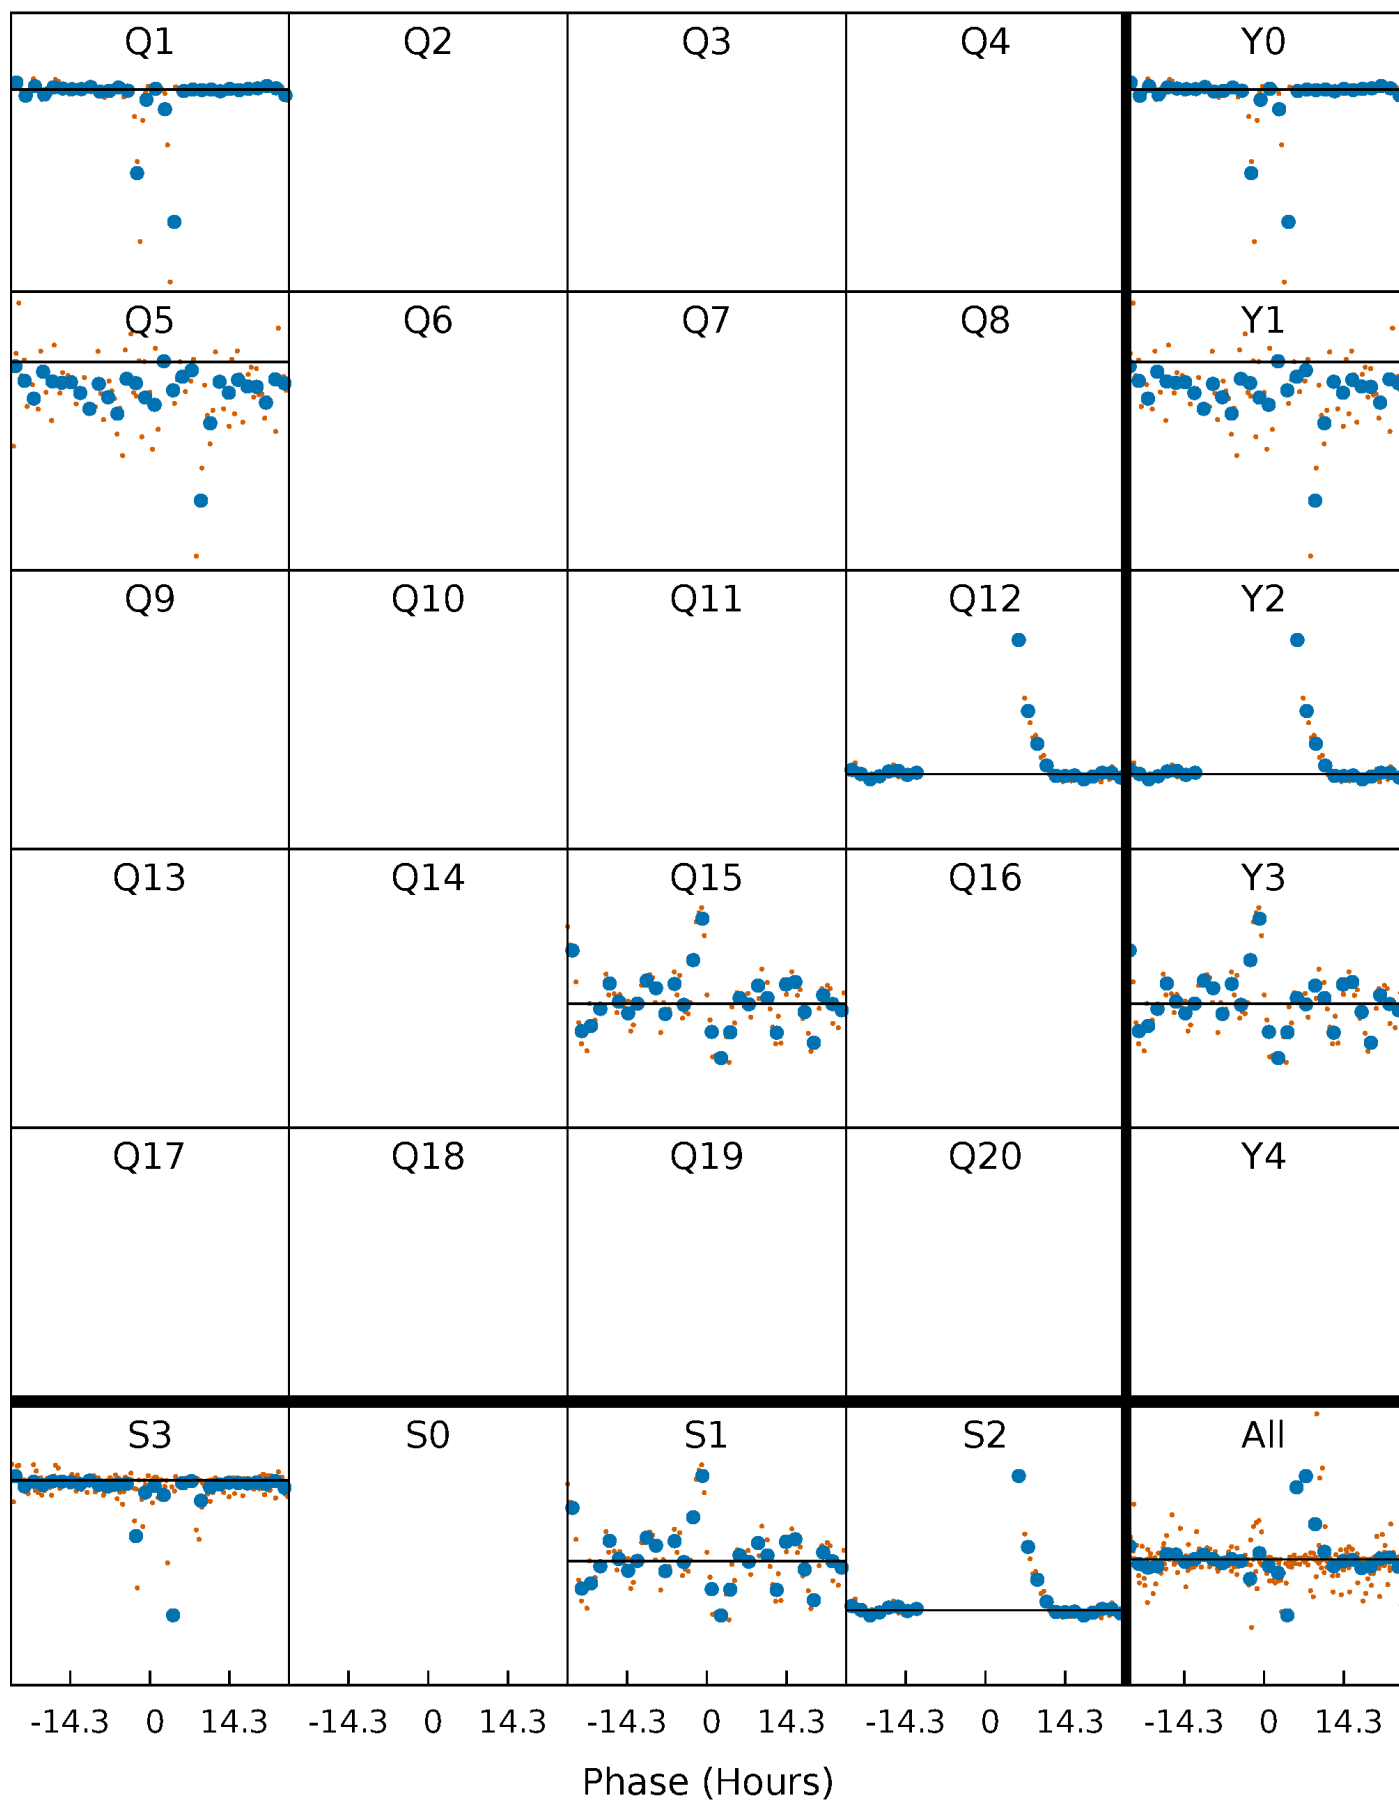 Q1 Q2 Q3 Q4 Y0
Q5 Q6 Q7 Q8 Y1
Q9 Q10 Q11 Q12 Y2
Q13 Q14 Q15 Q16 Y3
Q17 Q18 Q19 Q20 Y4
S3 S0 S1 S2 All
-14.3 0 14.3 -14.3 0 14.3 -14.3 0 14.3 -14.3 0 14.3 -14.3 0 14.3
Phase (Hours)